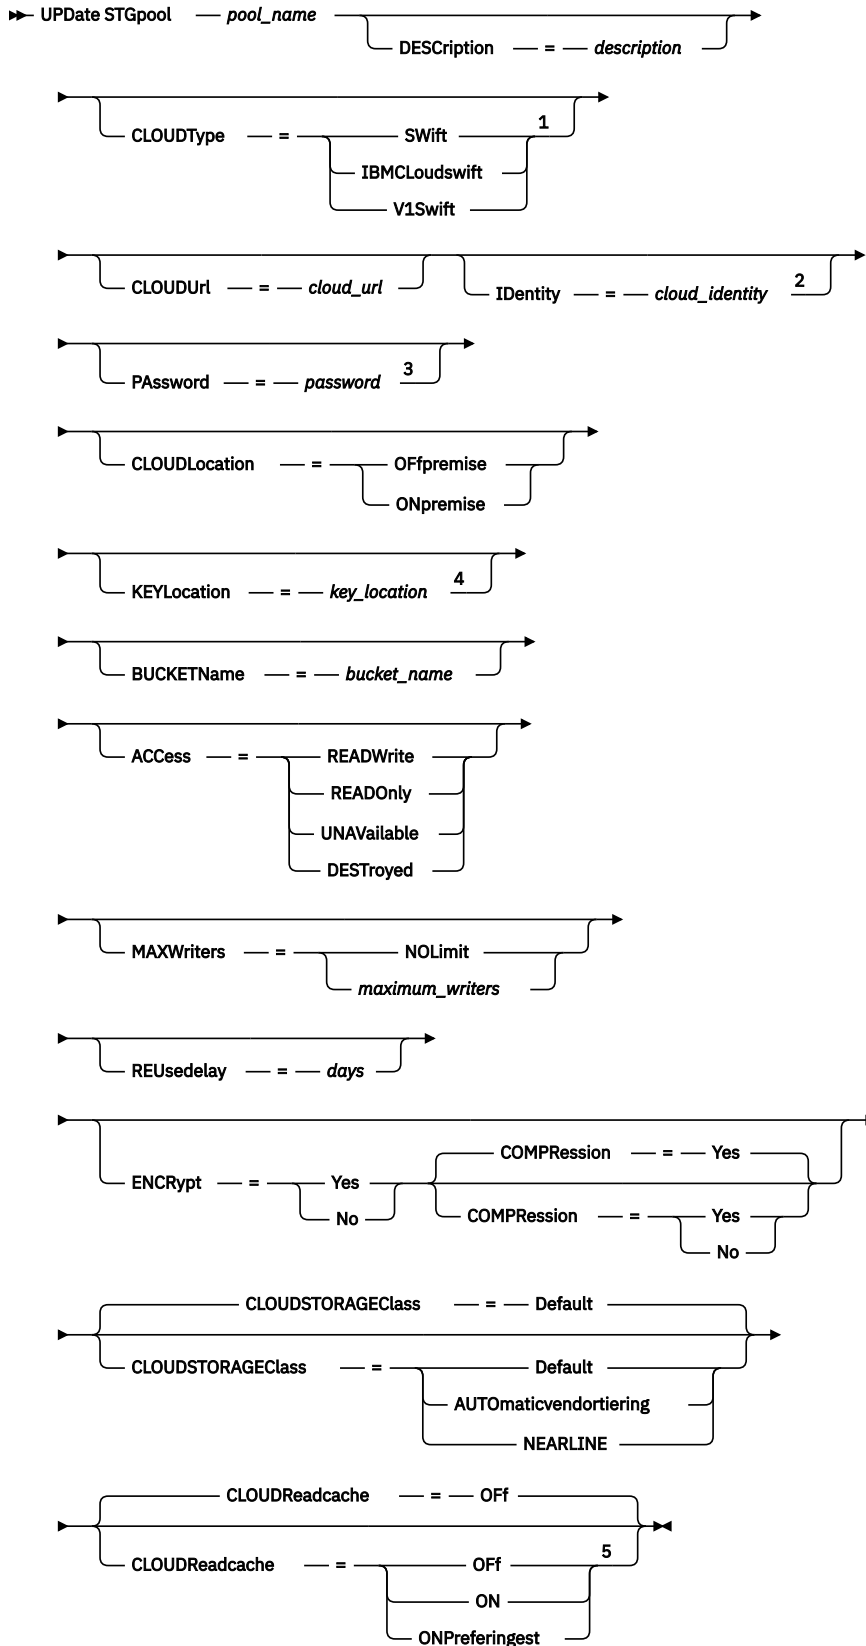 UPDate STGpool pool_name
DESCription = description
CLOUDType = SWift 1
IBMCLoudswift
V1Swift
CLOUDUrl = cloud_url IDentity = cloud_identity 2
PAssword = password 3
CLOUDLocation = OFfpremise
ONpremise
KEYLocation = key_location 4
BUCKETName = bucket_name
ACCess = READWrite
READOnly
UNAVailable
DESTroyed
MAXWriters = NOLimit
maximum_writers
REUsedelay = days
COMPRession = Yes
ENCRypt = Yes
No COMPRession = Yes
No
CLOUDSTORAGEClass = Default
CLOUDSTORAGEClass = Default
AUTOmaticvendortiering
NEARLINE
CLOUDReadcache = OFf
CLOUDReadcache = OFf 5
ON
ONPreferingest